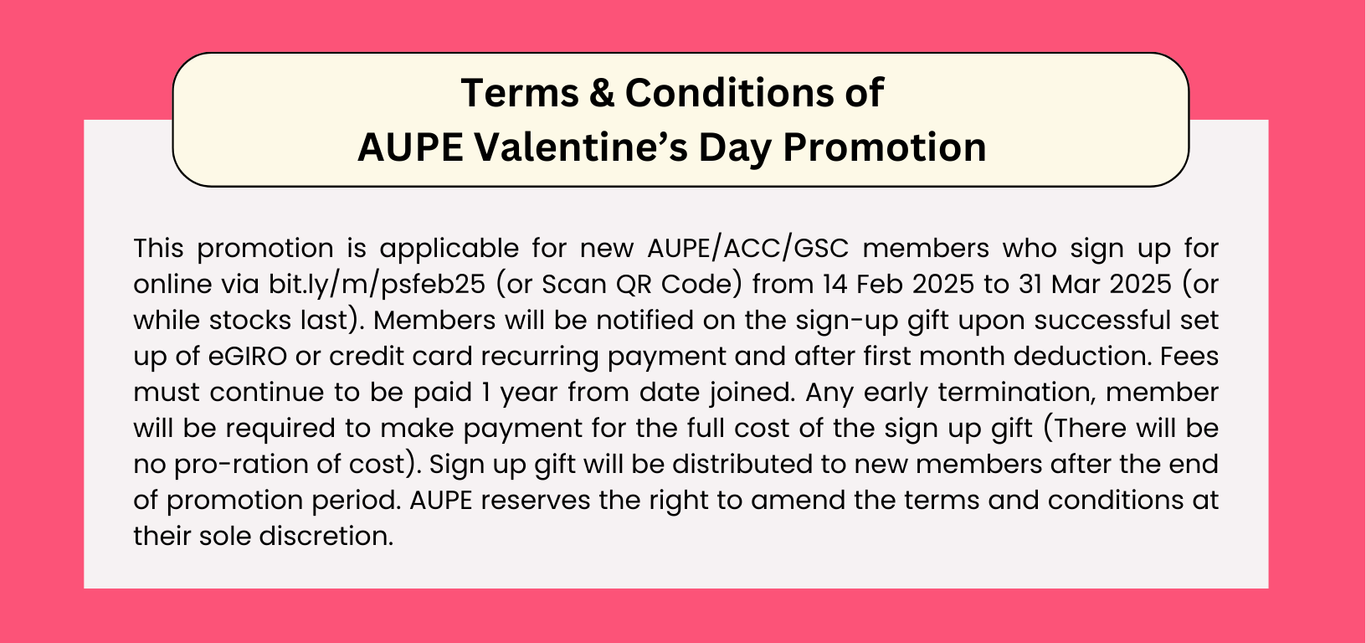 Terms & Conditions of
AUPE Valentine’s Day Promotion
This promotion is applicable for new AUPE/ACC/GSC members who sign up for
online via bit.ly/m/psfeb25 (or Scan QR Code) from 14 Feb 2025 to 31 Mar 2025 (or
while stocks last). Members will be notified on the sign-up gift upon successful set
up of eGIRO or credit card recurring payment and after first month deduction. Fees
must continue to be paid 1 year from date joined. Any early termination, member
will be required to make payment for the full cost of the sign up gift (There will be
no pro-ration of cost). Sign up gift will be distributed to new members after the end
of promotion period. AUPE reserves the right to amend the terms and conditions at
their sole discretion.